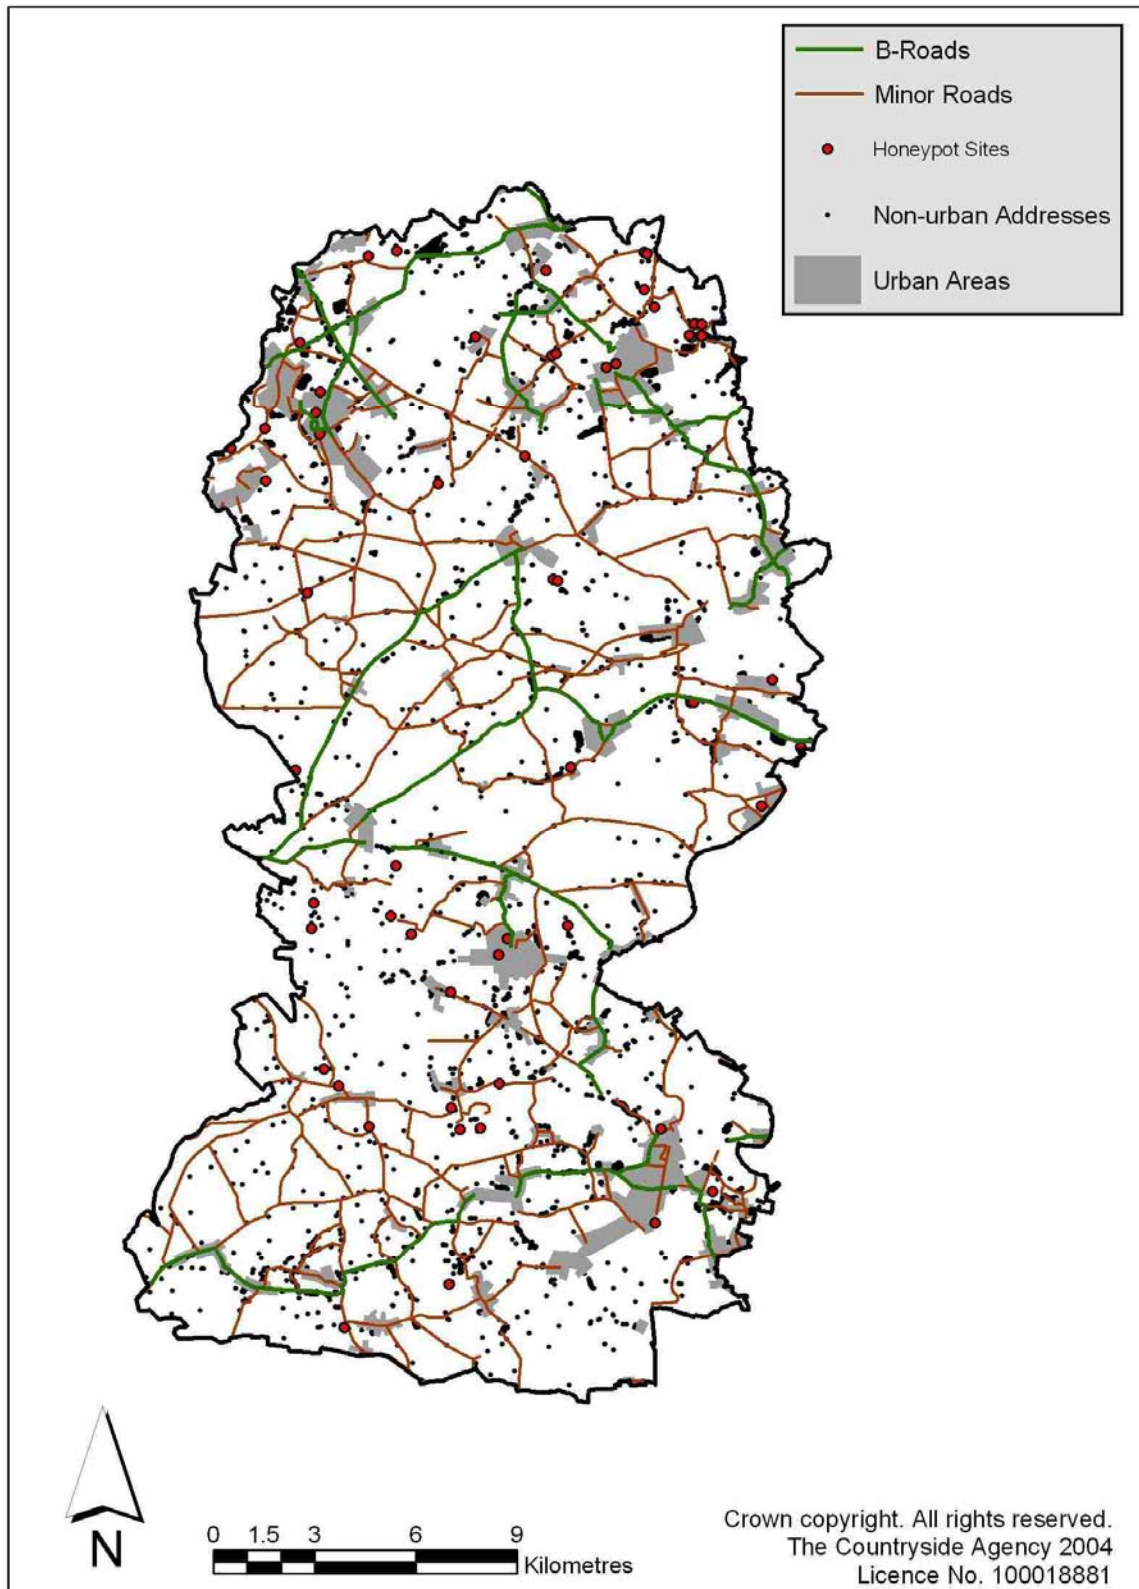 B-Roads
Minor Roads
Honeypot Sites
Non-urban Addresses
Urban Areas
N
0 1.5 3 6 9
Kilometres
Crown copyright. All rights reserved.
The Countryside Agency 2004
Licence No. 100018881